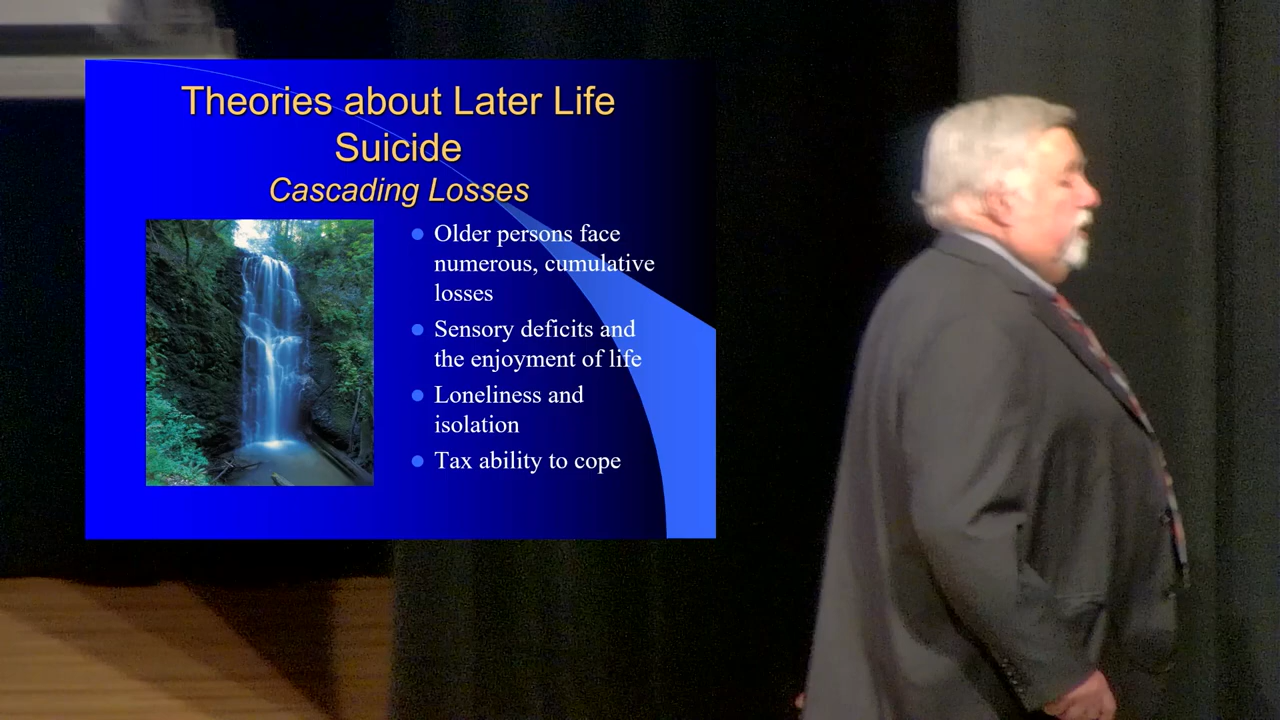 Theories about Later Life
Suicide
Cascading Losses
Older persons face
numerous, cumulative
losses
Sensory deficits and
the enjoyment of life
Loneliness and
isolation
Tax ability to cope